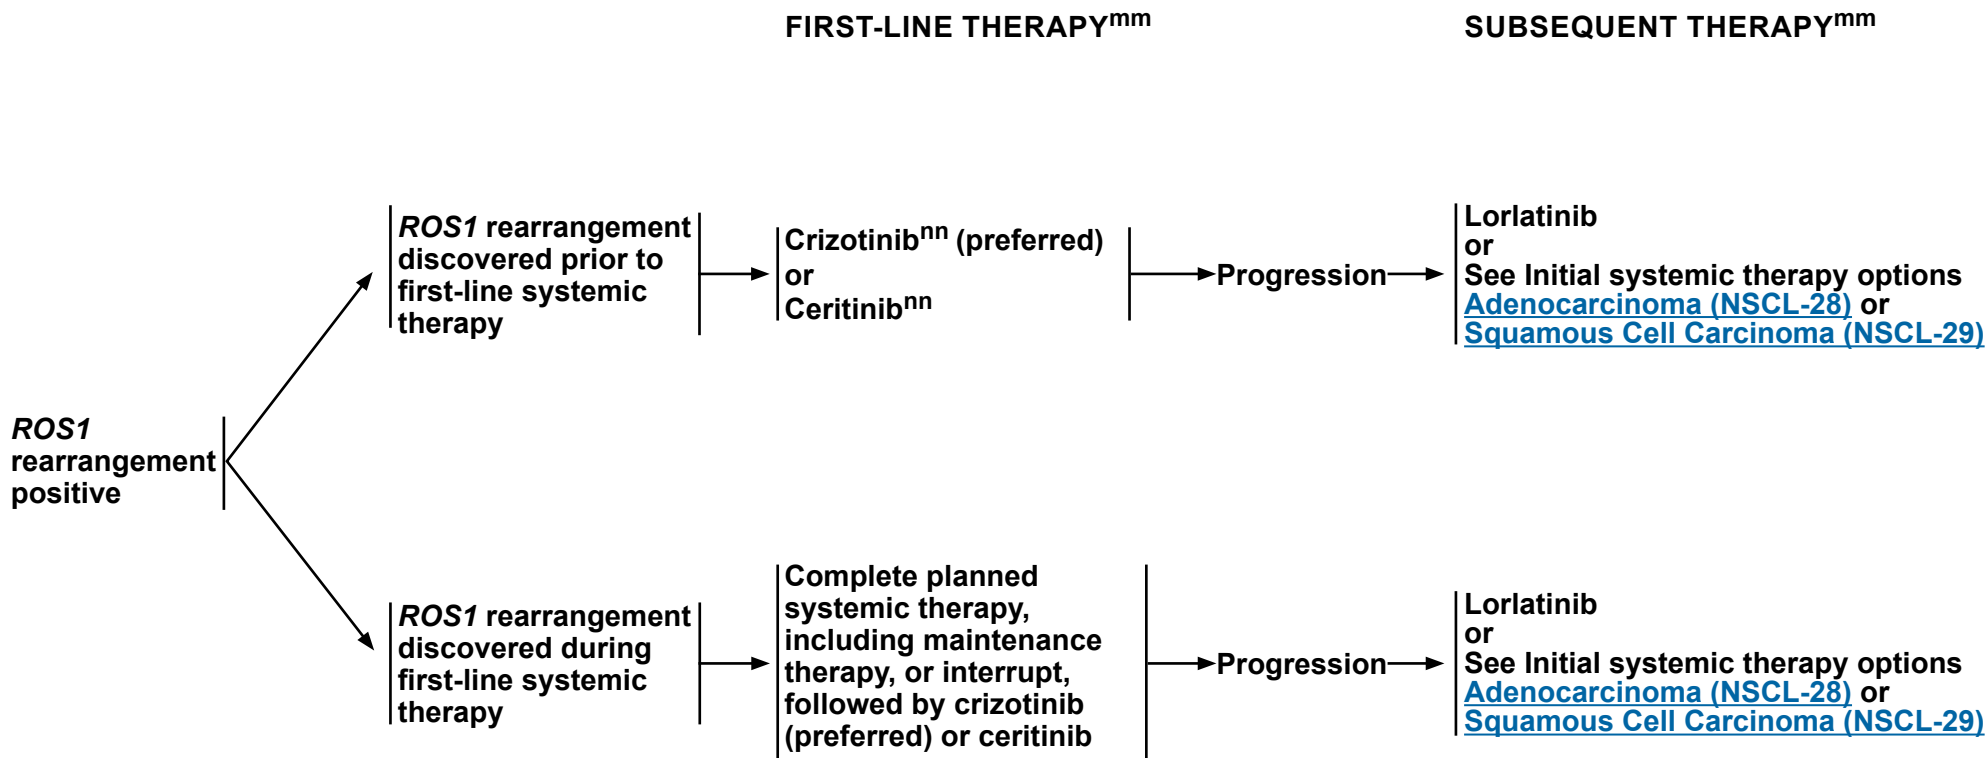 FIRST-LINE THERAPYmm
SUBSEQUENT THERAPYmm
ROS1
rearrangement
positive
ROS1 rearrangement
discovered prior to
first-line systemic
therapy
Crizotinibnn (preferred)
or
Ceritinibnn
Progression
Lorlatinib
or
See Initial systemic therapy options
Adenocarcinoma (NSCL-28) or
Squamous Cell Carcinoma (NSCL-29)
ROS1 rearrangement
discovered during
first-line systemic
therapy
Complete planned
systemic therapy,
including maintenance
therapy, or interrupt,
followed by crizotinib
(preferred) or ceritinib
Progression
Lorlatinib
or
See Initial systemic therapy options
Adenocarcinoma (NSCL-28) or
Squamous Cell Carcinoma (NSCL-29)